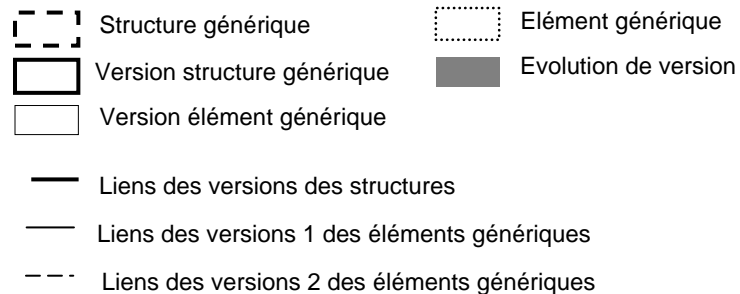 Structure générique
Elément générique
Version structure générique
Evolution de version
Version élément générique
Liens des versions des structures
Liens des versions 1 des éléments génériques
Liens des versions 2 des éléments génériques